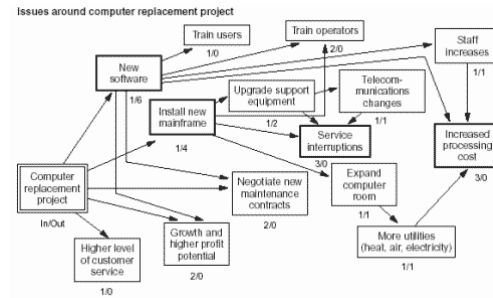 Issues around computer replacement project
Train users
1/0
Train operators
2/0
Staff
increases
1/1
New
software
1/6
Upgrade support
equipment
1/2
Telecom-
munications
changes
1/1
Install new
mainframe
1/4
Service
interruptions
3/0
Increased
processing
cost
3/0
Computer
replacement
project
In/Out
Negotiate new
maintenance
contracts
2/0
Expand
computer
room
1/1
Higher level
of customer
service
1/0
Growth and
higher profit
potential
2/0
More utilities
(heat, air, electricity)
1/1